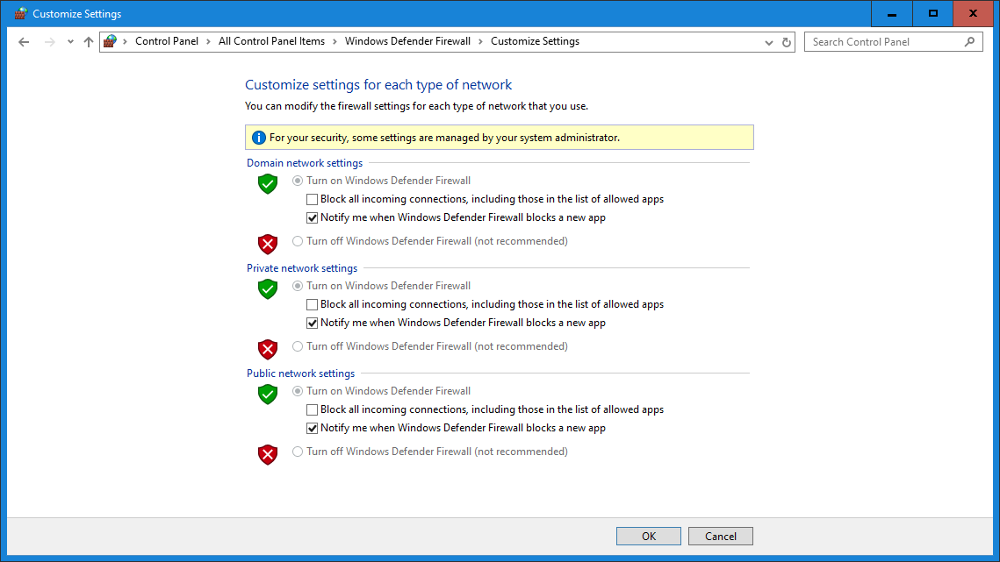 Customize Settings
Control Panel > All Control Panel Items > Windows Defender Firewall > Customize Settings
Search Control Panel
Customize settings for each type of network
You can modify the firewall settings for each type of network that you use.
For your security, some settings are managed by your system administrator.
Domain network settings
Turn on Windows Defender Firewall
Block all incoming connections, including those in the list of allowed apps
Notify me when Windows Defender Firewall blocks a new app
Turn off Windows Defender Firewall (not recommended)
Private network settings
Turn on Windows Defender Firewall
Block all incoming connections, including those in the list of allowed apps
Notify me when Windows Defender Firewall blocks a new app
Turn off Windows Defender Firewall (not recommended)
Public network settings
Turn on Windows Defender Firewall
Block all incoming connections, including those in the list of allowed apps
Notify me when Windows Defender Firewall blocks a new app
Turn off Windows Defender Firewall (not recommended)
OK Cancel